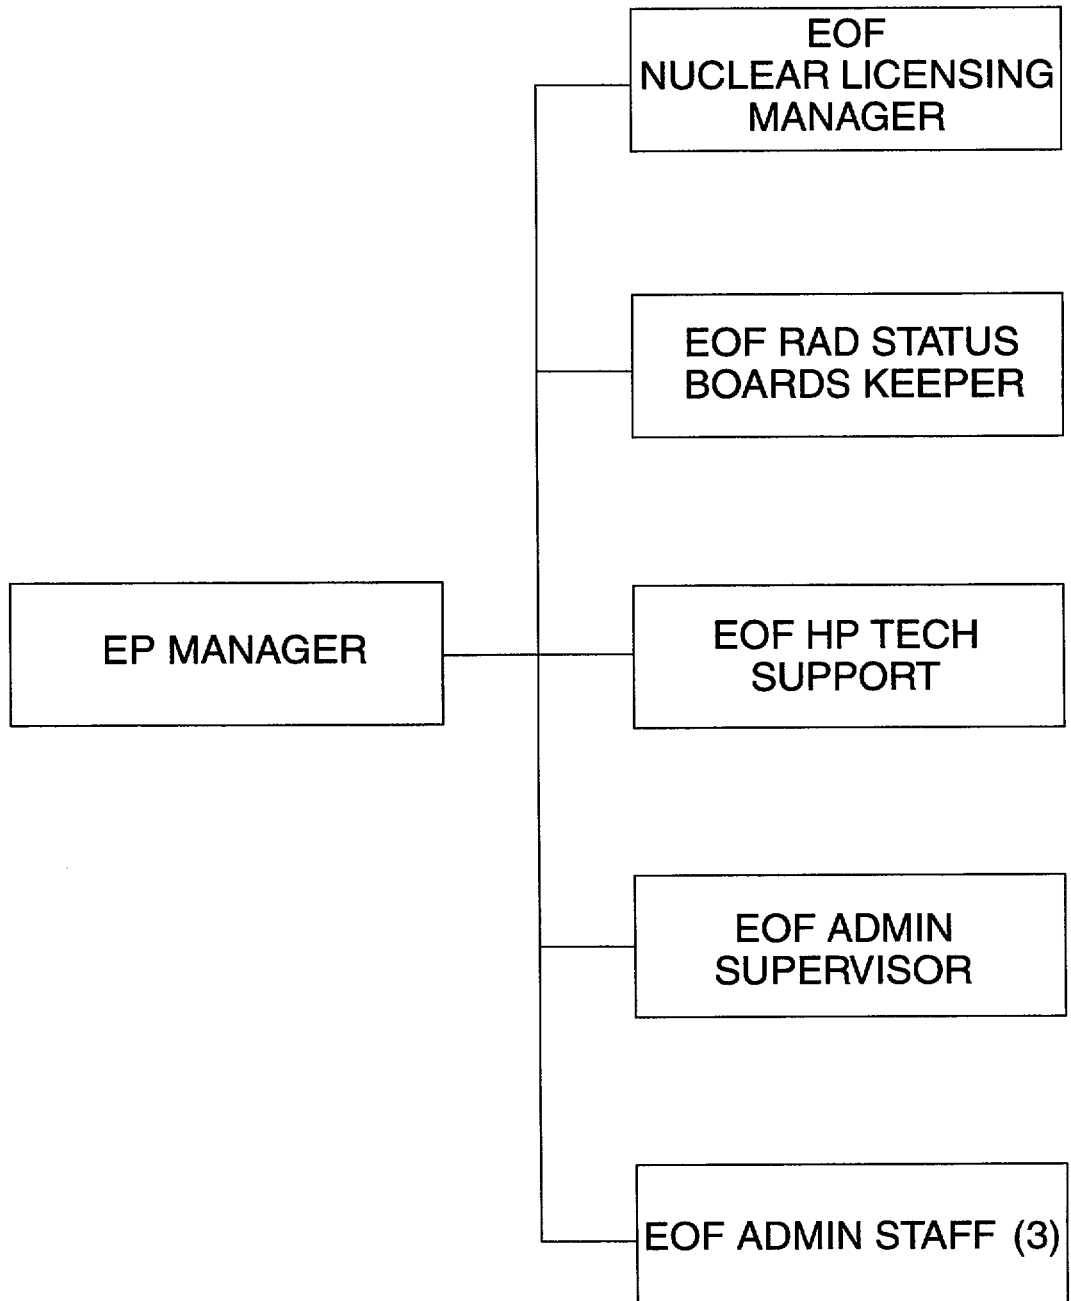 EOF
NUCLEAR LICENSING
MANAGER
EOF RAD STATUS
BOARDS KEEPER
EP MANAGER
EOF HP TECH
SUPPORT
EOF ADMIN
SUPERVISOR
EOF ADMIN STAFF (3)